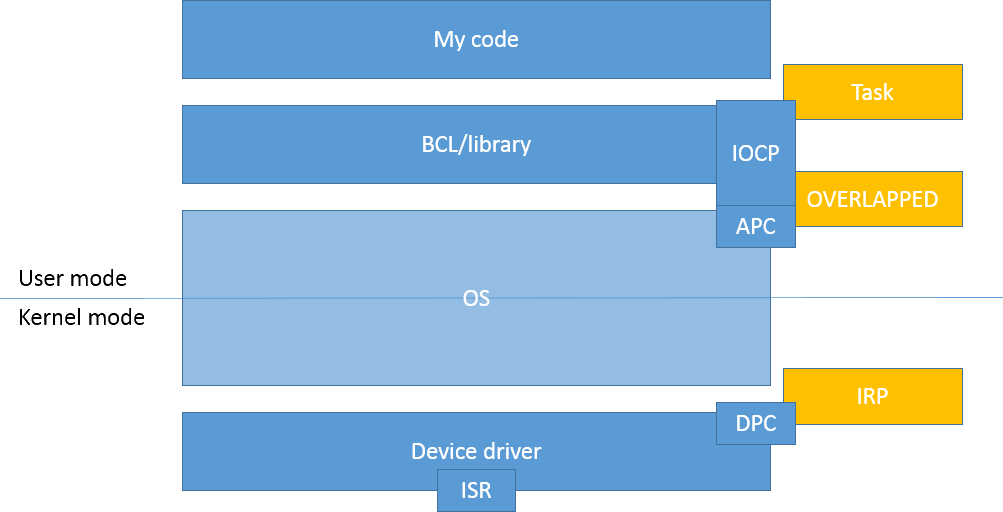 My code
Task
BCL/library
IOCP
OVERLAPPED
APC
User mode
OS
Kernel mode
IRP
DPC
Device driver
ISR